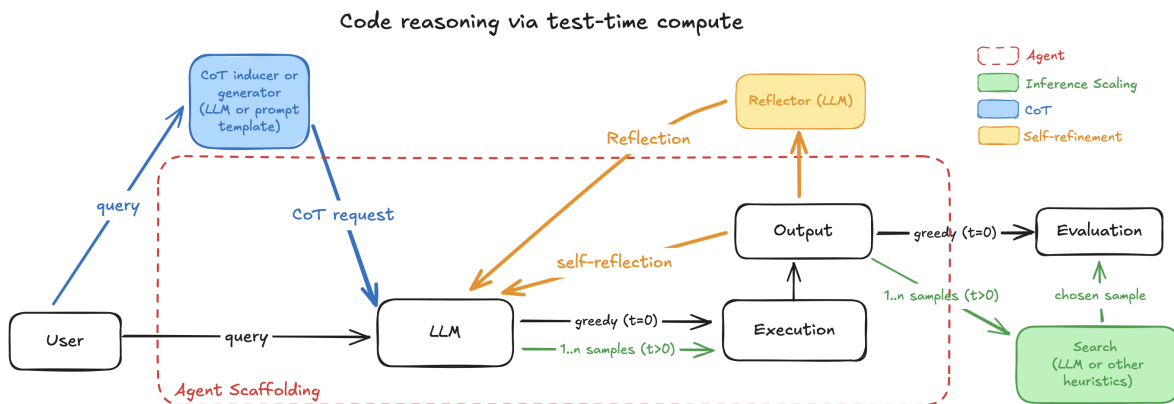 Code reasoning via test-time compute
CoT inducer or
generator
(LLM or prompt
template)
Reflector (LLM)
Agent
Inference Scaling
CoT
Self-refinement
Reflection
query
CoT request
Output
greedy (t=0)
Evaluation
self-reflection
1..n samples (t>0)
chosen sample
User
query
LLM
greedy (t=0)
1..n samples (t>0)
Execution
Search
(LLM or other
heuristics)
Agent Scaffolding